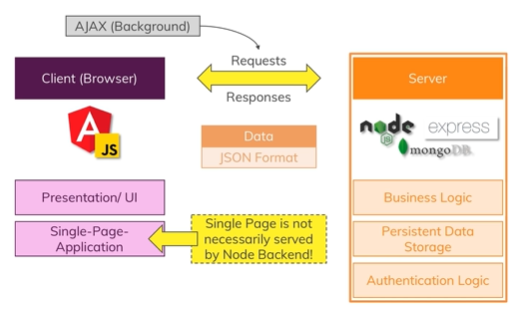 AJAX (Background)
Client (Browser)
Requests
Responses
Server
A
JS
Data
JSON Format
node
JS
express
mongoDB
Presentation/ UI
Single-Page-
Application
Single Page is not
necessarily served
by Node Backend!
Business Logic
Persistent Data
Storage
Authentication Logic